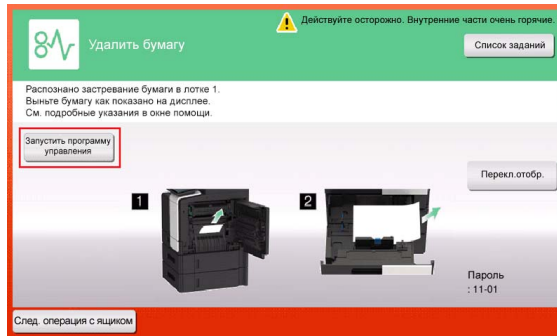 Действуйте осторожно. Внутренние части очень горячие.
Удалить бумагу
Список заданий
Распознано застревание бумаги в лотке 1.
Выньте бумагу как показано на дисплее.
См. подробные указания в окне помощи.
Запустить программу
управления
Перекл.отобр.
1
2
Пароль
: 11-01
След. операция с ящиком